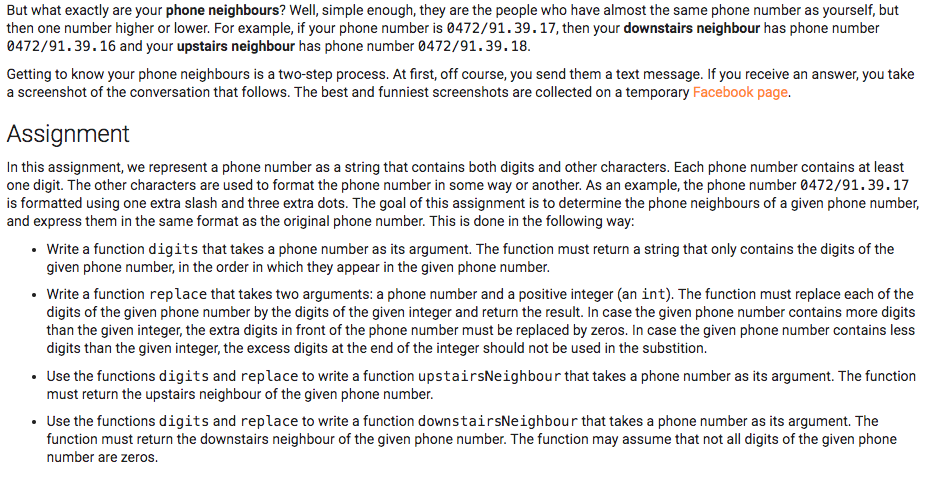 But what exactly are your phone neighbours? Well, simple enough, they are the people who have almost the same phone number as yourself, but
then one number higher or lower. For example, if your phone number is 0472/91.39.17, then your downstairs neighbour has phone number
0472/91.39.16 and your upstairs neighbour has phone number 0472/91.39.18.
Getting to know your phone neighbours is a two-step process. At first, off course, you send them a text message. If you receive an answer, you take
a screenshot of the conversation that follows. The best and funniest screenshots are collected on a temporary Facebook page.
Assignment
In this assignment, we represent a phone number as a string that contains both digits and other characters. Each phone number contains at least
one digit. The other characters are used to format the phone number in some way or another. As an example, the phone number 0472/91.39.17
is formatted using one extra slash and three extra dots. The goal of this assignment is to determine the phone neighbours of a given phone number,
and express them in the same format as the original phone number. This is done in the following way:
• Write a function digits that takes a phone number as its argument. The function must return a string that only contains the digits of the
given phone number, in the order in which they appear in the given phone number.
• Write a function replace that takes two arguments: a phone number and a positive integer (an int). The function must replace each of the
digits of the given phone number by the digits of the given integer and return the result. In case the given phone number contains more digits
than the given integer, the extra digits in front of the phone number must be replaced by zeros. In case the given phone number contains less
digits than the given integer, the excess digits at the end of the integer should not be used in the substition.
• Use the functions digits and replace to write a function upstairsNeighbour that takes a phone number as its argument. The function
must return the upstairs neighbour of the given phone number.
• Use the functions digits and replace to write a function downstairsNeighbour that takes a phone number as its argument. The
function must return the downstairs neighbour of the given phone number. The function may assume that not all digits of the given phone
number are zeros.